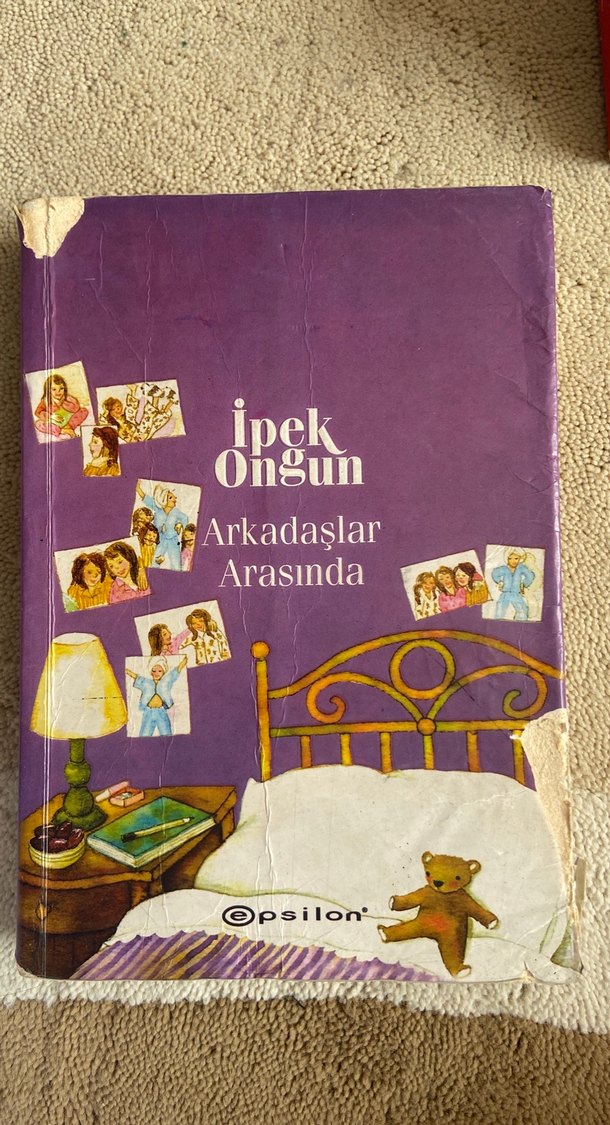 İpek
Ongun
Arkadaşlar
Arasında
epsilon®